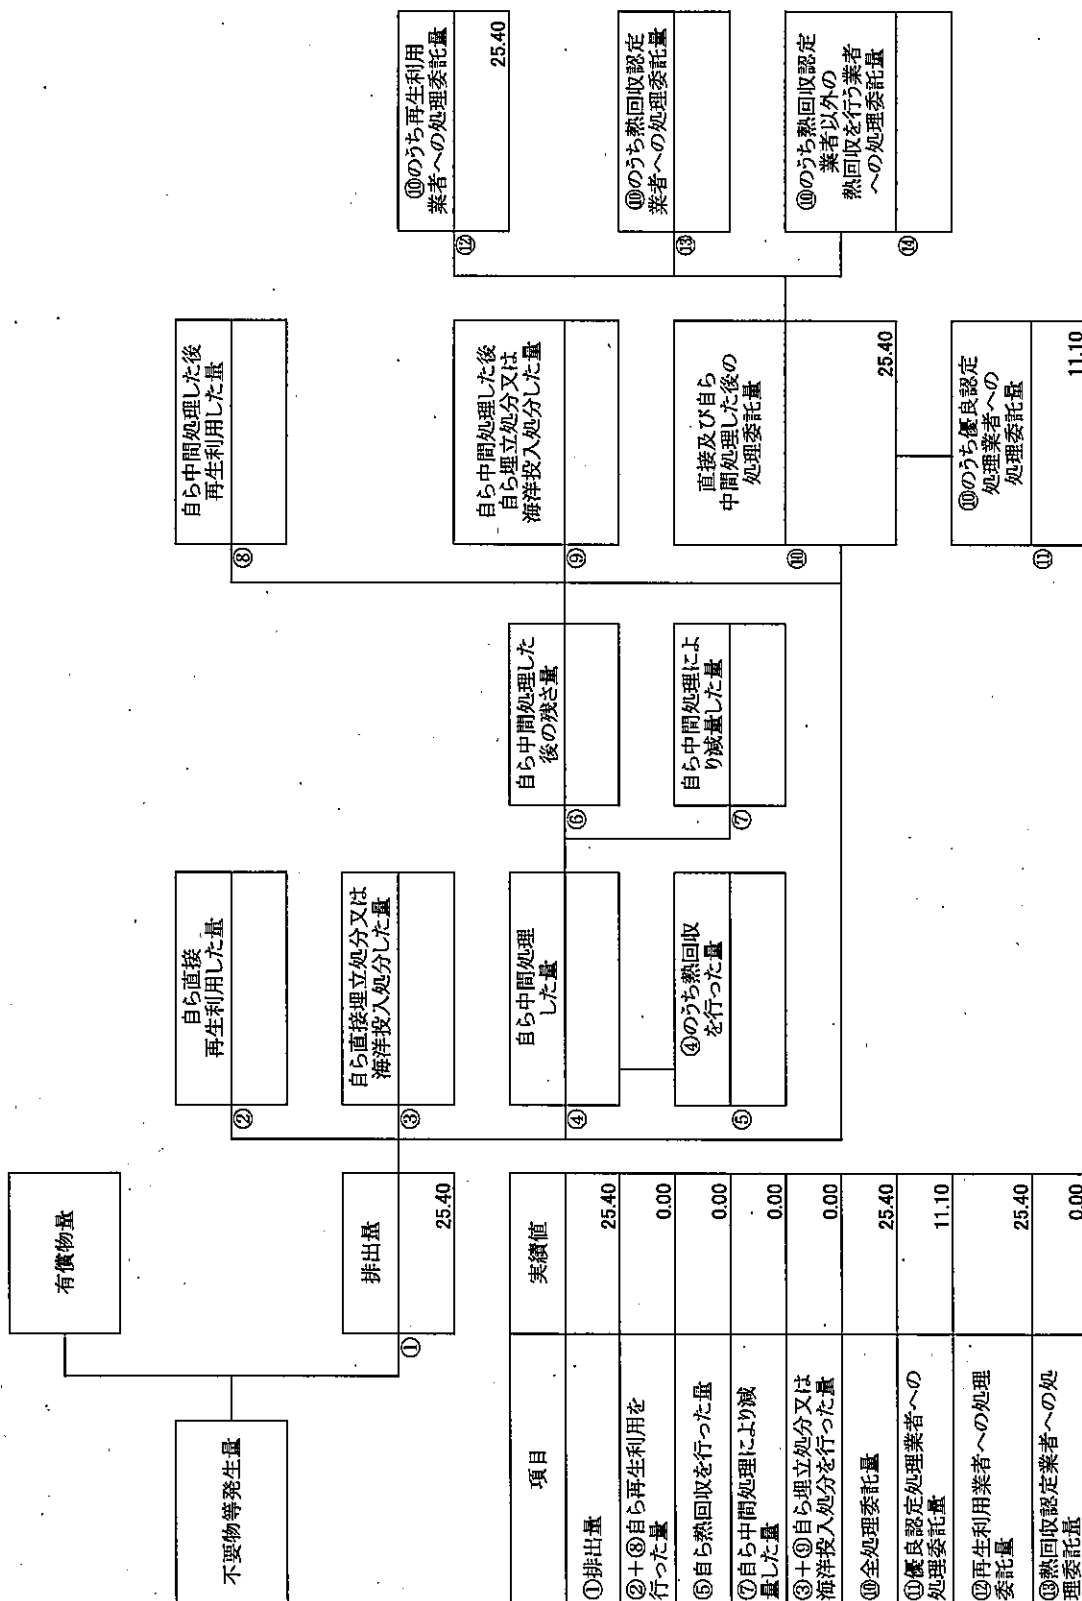 不要物等発生量
有償物量
排出量
①
25.40
②
自ら直接
再生利用した量
③
自ら直接埋立処分又は
海洋投入処分した量
④
自ら中間処理
した量
⑤
④のうち熱回収
を行った量
⑥
自ら中間処理した
後の残さ量
⑦
自ら中間処理によ
り減量した量
⑧
自ら中間処理した後
再生利用した量
⑨
自ら中間処理した後
自ら埋立処分又は
海洋投入処分した量
⑩
直接及び自ら
中間処理した後の
処理委託量
25.40
⑪
⑩のうち優良認定
処理業者への
処理委託量
11.10
⑫
⑩のうち再生利用
業者への処理委託量
25.40
⑬
⑩のうち熱回収認定
業者への処理委託量
⑭
⑩のうち熱回収認定
業者以外の
熱回収を行う業者
への処理委託量
項目 実績値
①排出量 25.40
②+⑧自ら再生利用を
行った量 0.00
⑤自ら熱回収を行った量 0.00
⑦自ら中間処理により減
量した量 0.00
③+⑨自ら埋立処分又は
海洋投入処分を行った量 0.00
⑩全処理委託量 25.40
⑪優良認定処理業者への
処理委託量 11.10
⑫再生利用業者への処理
委託量 25.40
⑬熱回収認定業者への処
理委託量 0.00